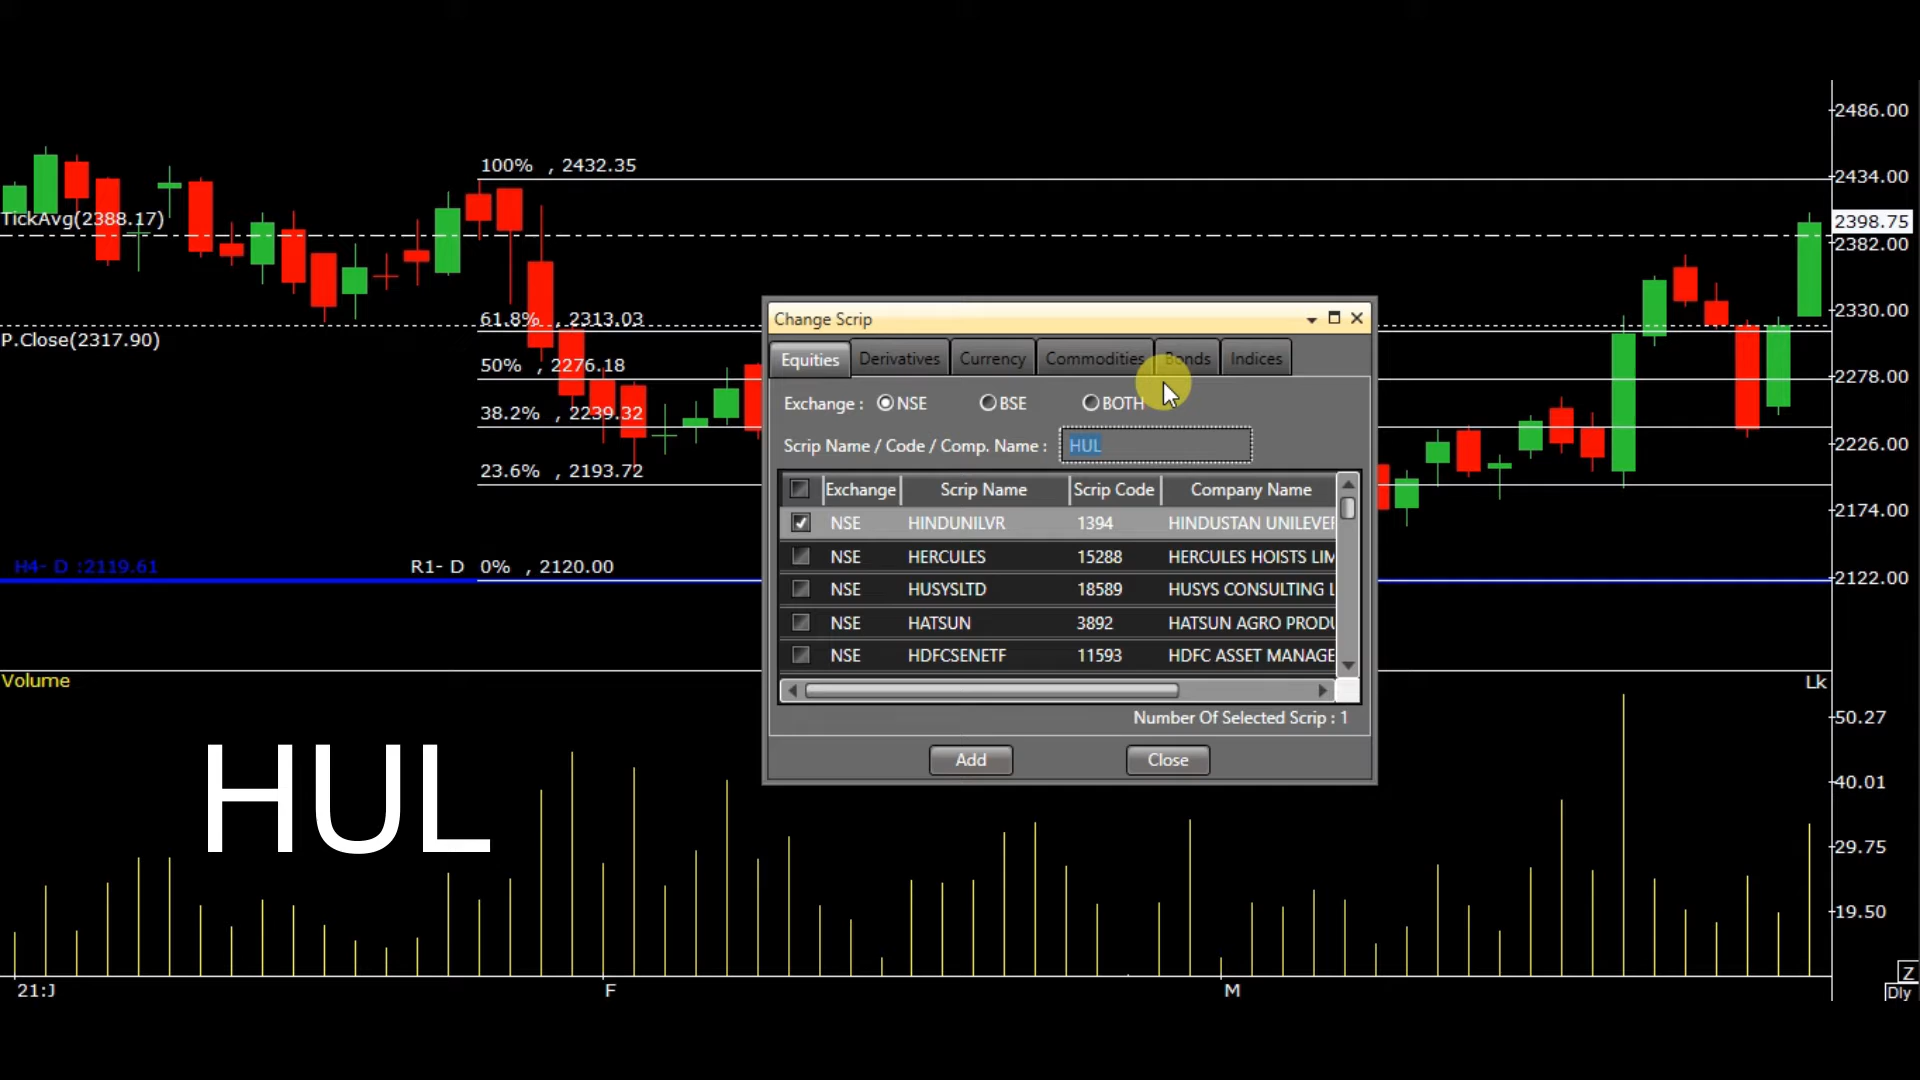 2486.00
100% , 2432.35
2434.00
TickAvg(2388.17)
2398.75
2382.00
61.8% , 2313.03
2330.00
P.Close(2317.90)
50% , 2276.18
2278.00
38.2% , 2239.32
2226.00
23.6% , 2193.72
2174.00
H4- D :2119.61
R1- D 0% , 2120.00
2122.00
Change Scrip
Equities Derivatives Currency Commodities Bonds Indices
Exchange : NSE BSE BOTH
Scrip Name / Code / Comp. Name : HUL
Exchange Scrip Name Scrip Code Company Name
NSE HINDUNILVR 1394 HINDUSTAN UNILEVER
NSE HERCULES 15288 HERCULES HOISTS LIM
NSE HUSYSLTD 18589 HUSYS CONSULTING L
NSE HATSUN 3892 HATSUN AGRO PRODU
NSE HDFCSENETF 11593 HDFC ASSET MANAGE
Number Of Selected Scrip : 1
Add Close
Volume
Lk
50.27
40.01
29.75
19.50
HUL
21:J F M
Z
Dly